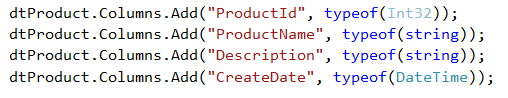 dtProduct.Columns.Add("ProductId", typeof(Int32));
dtProduct.Columns.Add("ProductName", typeof(string));
dtProduct.Columns.Add("Description", typeof(string));
dtProduct.Columns.Add("CreateDate", typeof(DateTime));